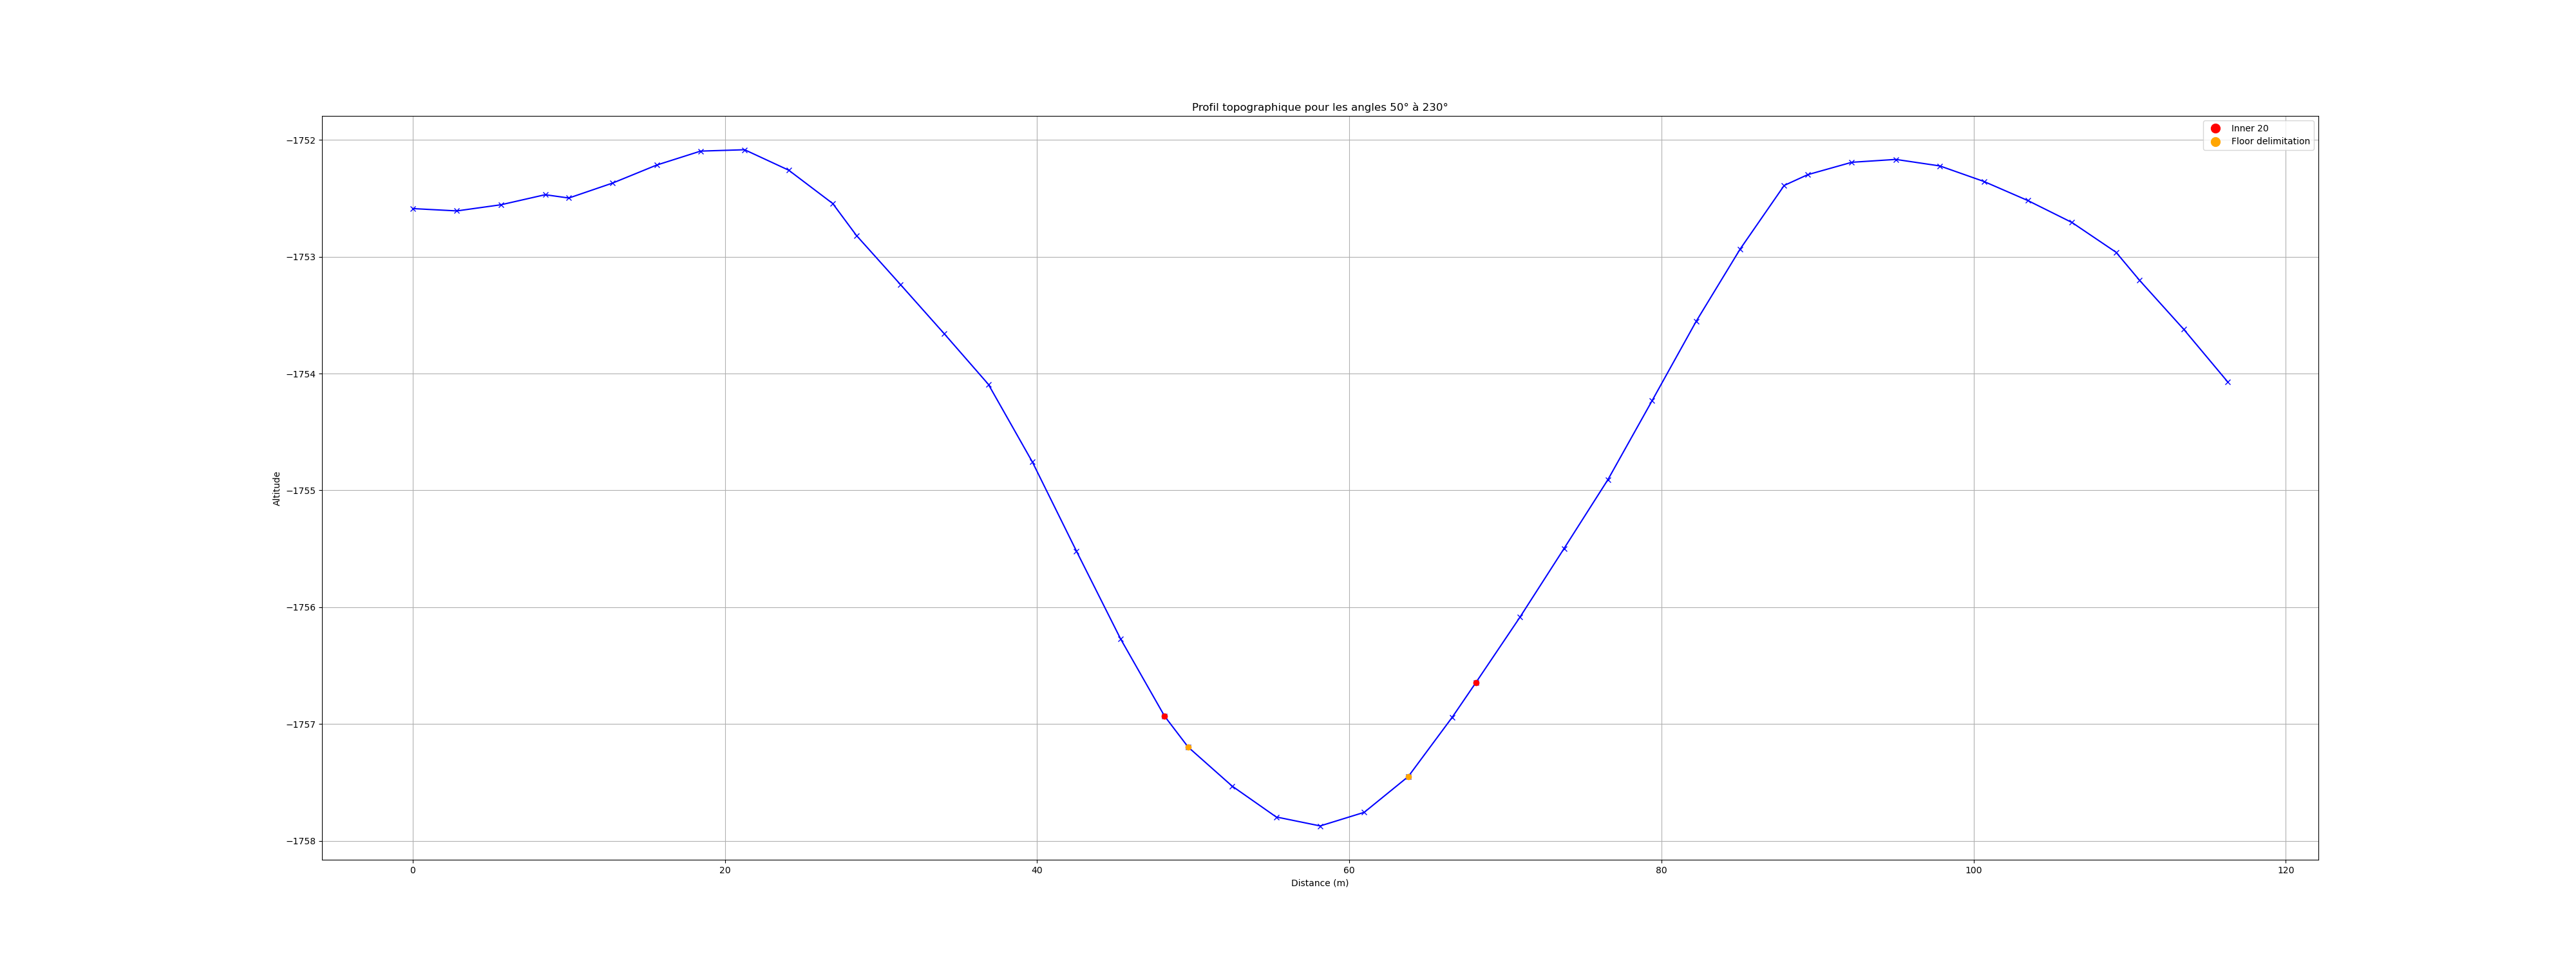 Profil topographique pour les angles 50° à 230°
Inner 20
Floor delimitation
−1752
−1753
−1754
−1755
−1756
−1757
−1758
Altitude
0 20 40 60 80 100 120
Distance (m)